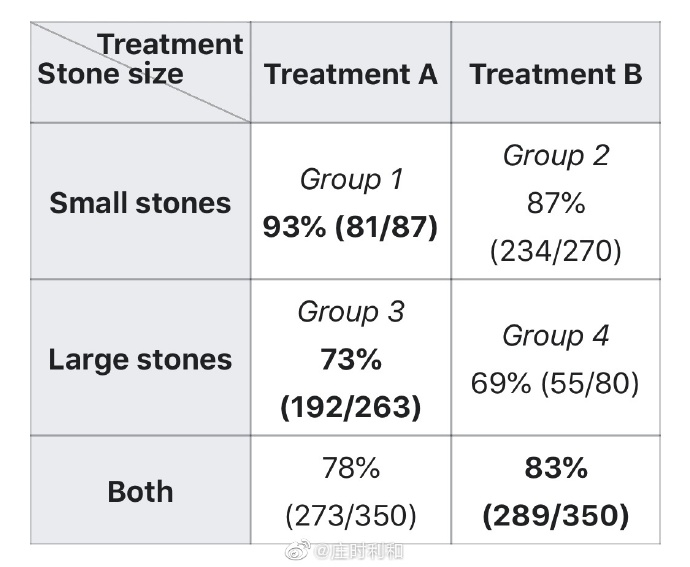 Treatment
Stone size
Treatment A
Treatment B
Small stones
Group 1
93% (81/87)
Group 2
87%
(234/270)
Large stones
Group 3
73%
(192/263)
Group 4
69% (55/80)
Both
78%
(273/350)
83%
(289/350)
@庄时利和